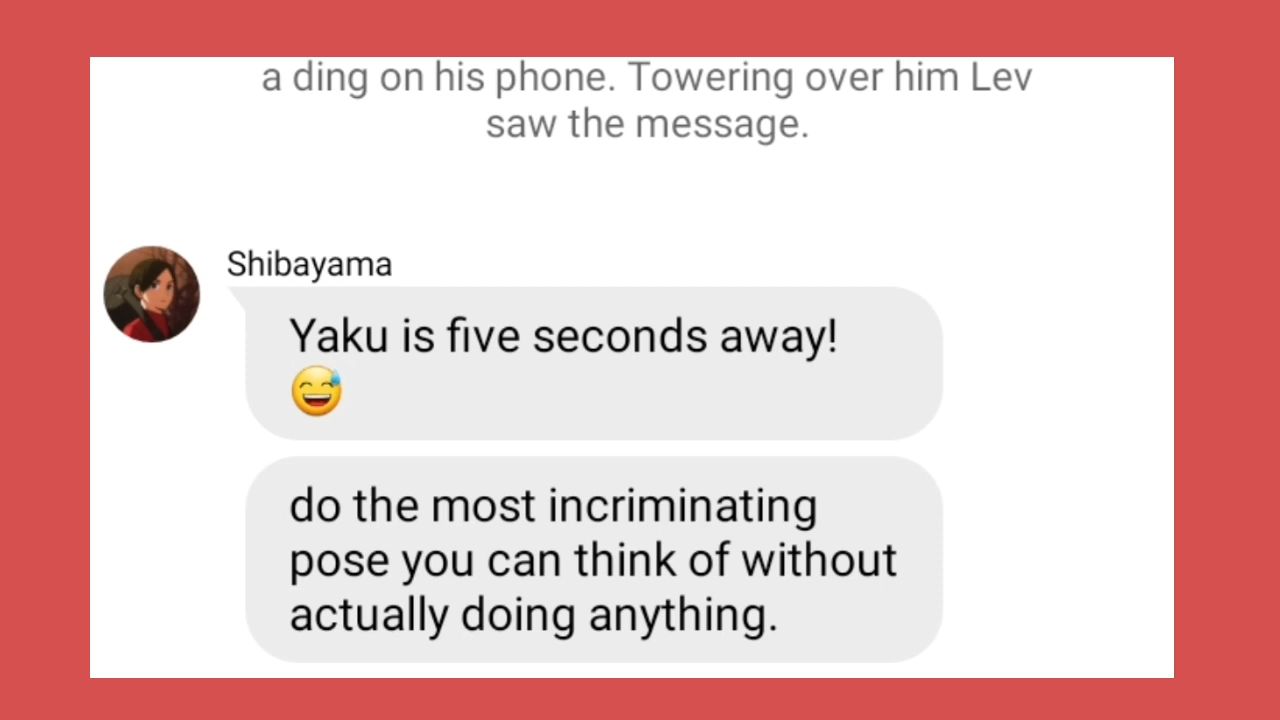 a ding on his phone. Towering over him Lev
saw the message.
Shibayama
Yaku is five seconds away!
😅
do the most incriminating
pose you can think of without
actually doing anything.